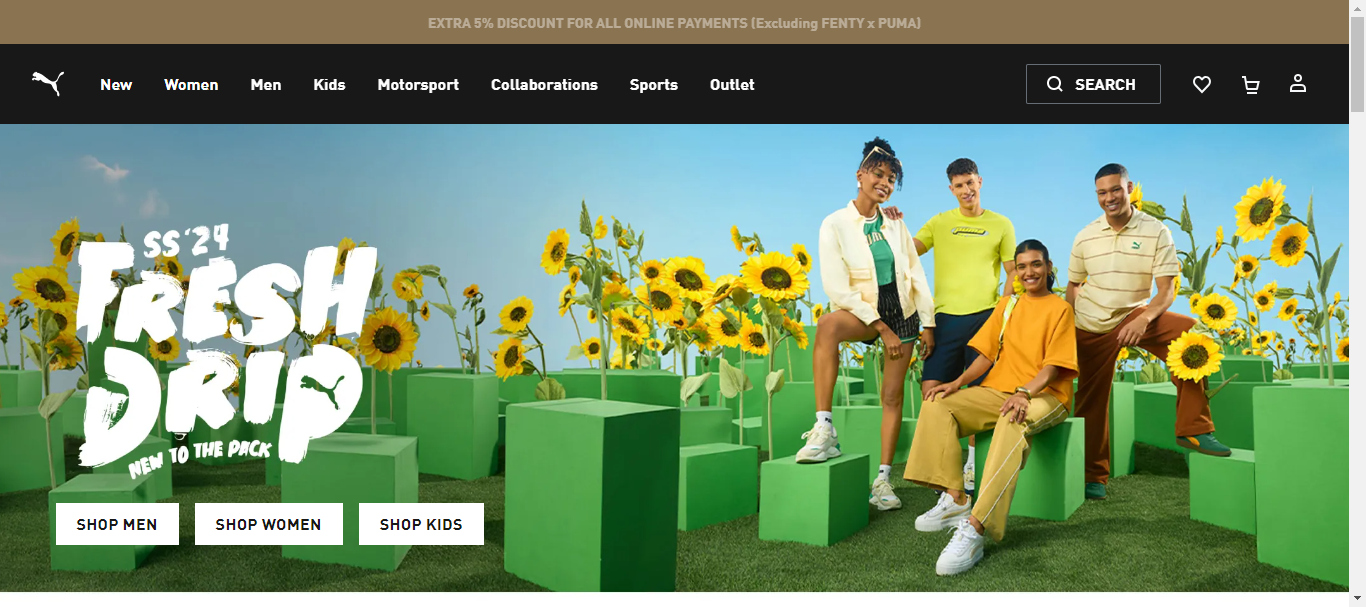 EXTRA 5% DISCOUNT FOR ALL ONLINE PAYMENTS (Excluding FENTY x PUMA)
New Women Men Kids Motorsport Collaborations Sports Outlet SEARCH
SS '24
FRESH
DRIP
NEW TO THE PACK
SHOP MEN SHOP WOMEN SHOP KIDS